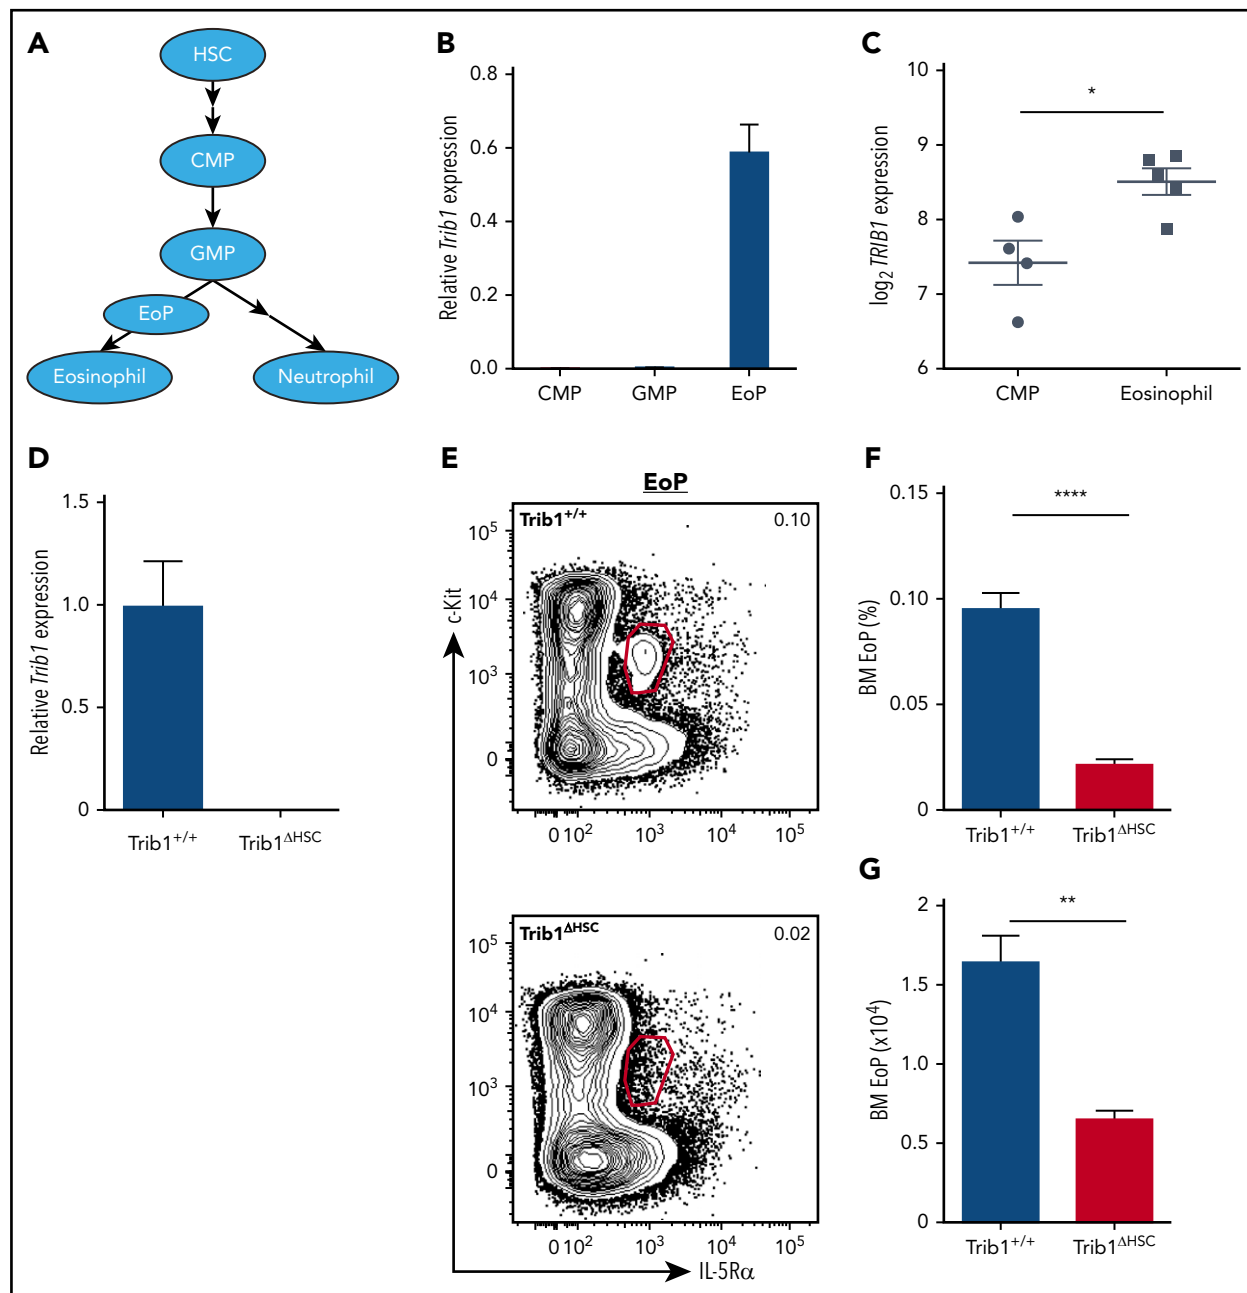 A
HSC
CMP
GMP
EoP
Eosinophil
Neutrophil
B
Relative Trib1 expression
0.8
0.6
0.4
0.2
0.0
CMP GMP EoP
C
log2 TRIB1 expression
10
9
8
7
6
*
CMP Eosinophil
D
Relative Trib1 expression
1.5
1.0
0.5
0
Trib1+/+ Trib1ΔHSC
E
EoP
Trib1+/+ 0.10
c-Kit
10⁵
10⁴
10³
0
0 10² 10³ 10⁴ 10⁵
Trib1ΔHSC 0.02
10⁵
10⁴
10³
0
0 10² 10³ 10⁴ 10⁵
IL-5Rα
F
BM EoP (%)
0.15
0.10
0.05
0
****
Trib1+/+ Trib1ΔHSC
G
BM EoP (x10⁴)
2
1.5
1.0
0.5
0
**
Trib1+/+ Trib1ΔHSC